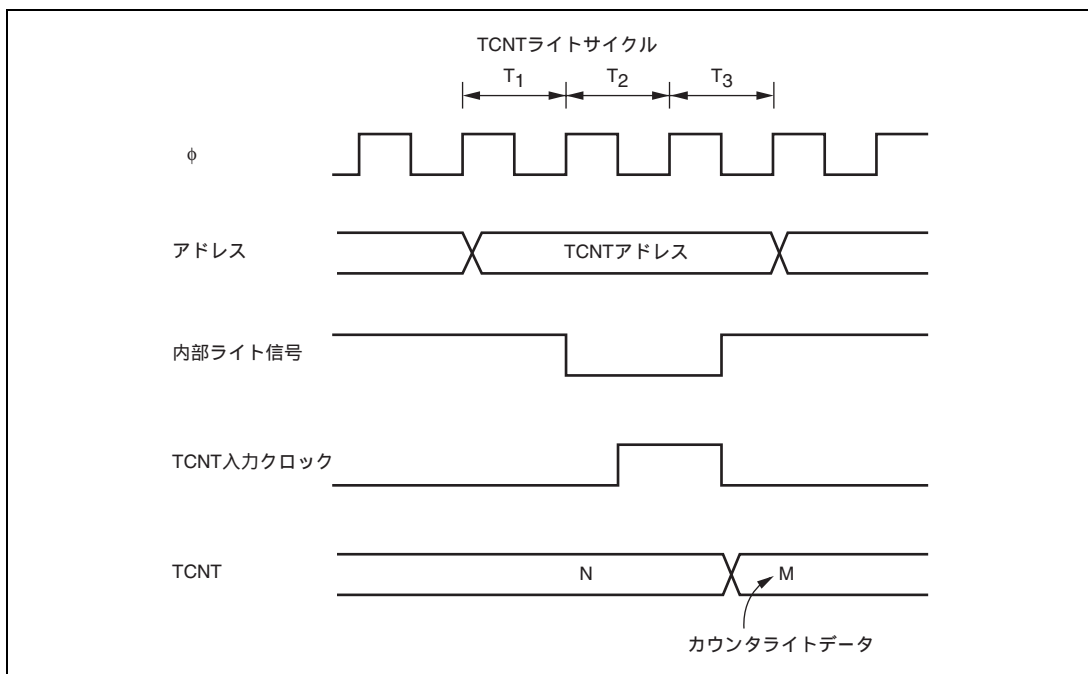 TCNTライトサイクル
T1 T2 T3
φ
アドレス
TCNTアドレス
内部ライト信号
TCNT入力クロック
TCNT
N
M
カウンタライトデータ